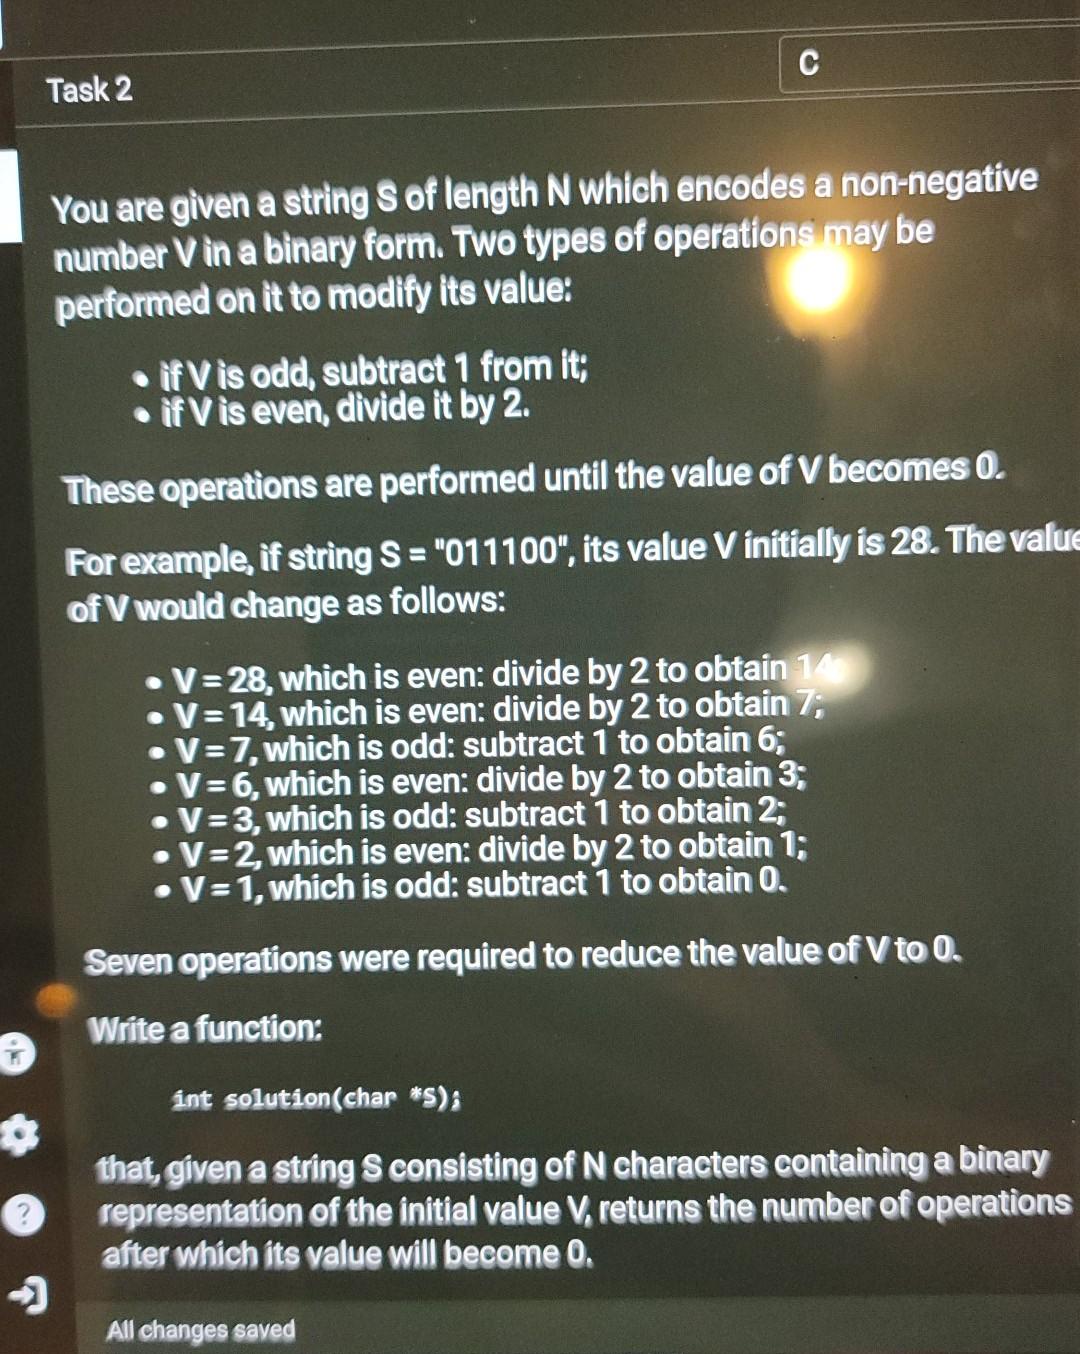 Task 2
C
You are given a string S of length N which encodes a non-negative
number V in a binary form. Two types of operations may be
performed on it to modify its value:
• if V is odd, subtract 1 from it;
• if V is even, divide it by 2.
These operations are performed until the value of V becomes 0.
For example, if string S = "011100", its value V initially is 28. The value
of V would change as follows:
• V = 28, which is even: divide by 2 to obtain 14;
• V = 14, which is even: divide by 2 to obtain 7;
• V = 7, which is odd: subtract 1 to obtain 6;
• V = 6, which is even: divide by 2 to obtain 3;
• V = 3, which is odd: subtract 1 to obtain 2;
• V = 2, which is even: divide by 2 to obtain 1;
• V = 1, which is odd: subtract 1 to obtain 0.
Seven operations were required to reduce the value of V to 0.
Write a function:
int solution(char *S);
that, given a string S consisting of N characters containing a binary
representation of the initial value V, returns the number of operations
after which its value will become 0.
?
All changes saved